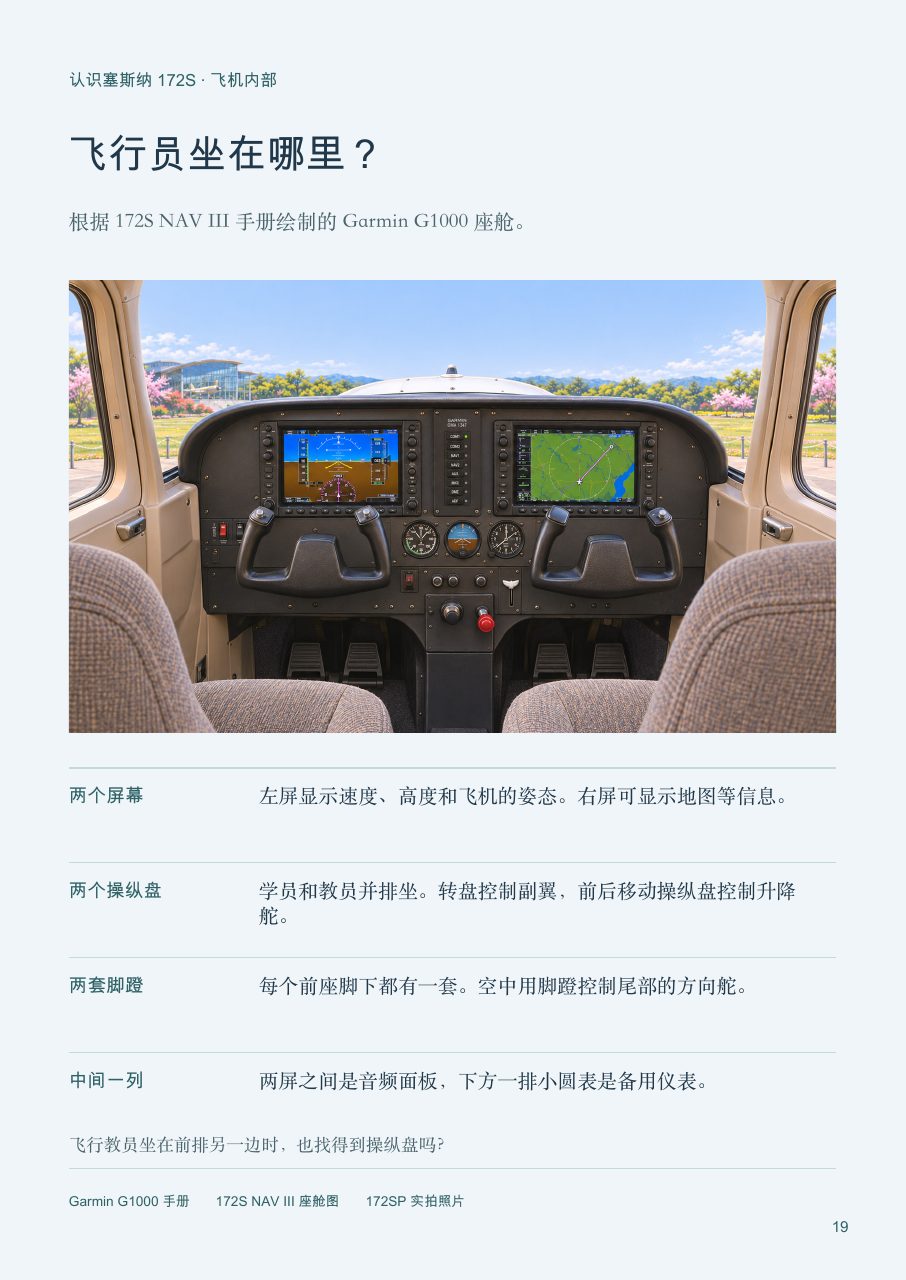 认识塞斯纳 172S · 飞机内部
飞行员坐在哪里？
根据 172S NAV III 手册绘制的 Garmin G1000 座舱。
GARMIN
COM1
COM2
NAV1
NAV2
两个屏幕
左屏显示速度、高度和飞机的姿态。右屏可显示地图等信息。
两个操纵盘
学员和教员并排坐。转盘控制副翼，前后移动操纵盘控制升降
舵。
两套脚蹬
每个前座脚下都有一套。空中用脚蹬控制尾部的方向舵。
中间一列
两屏之间是音频面板，下方一排小圆表是备用仪表。
飞行教员坐在前排另一边时，也找得到操纵盘吗？
Garmin G1000 手册 172S NAV III 座舱图 172SP 实拍照片
19